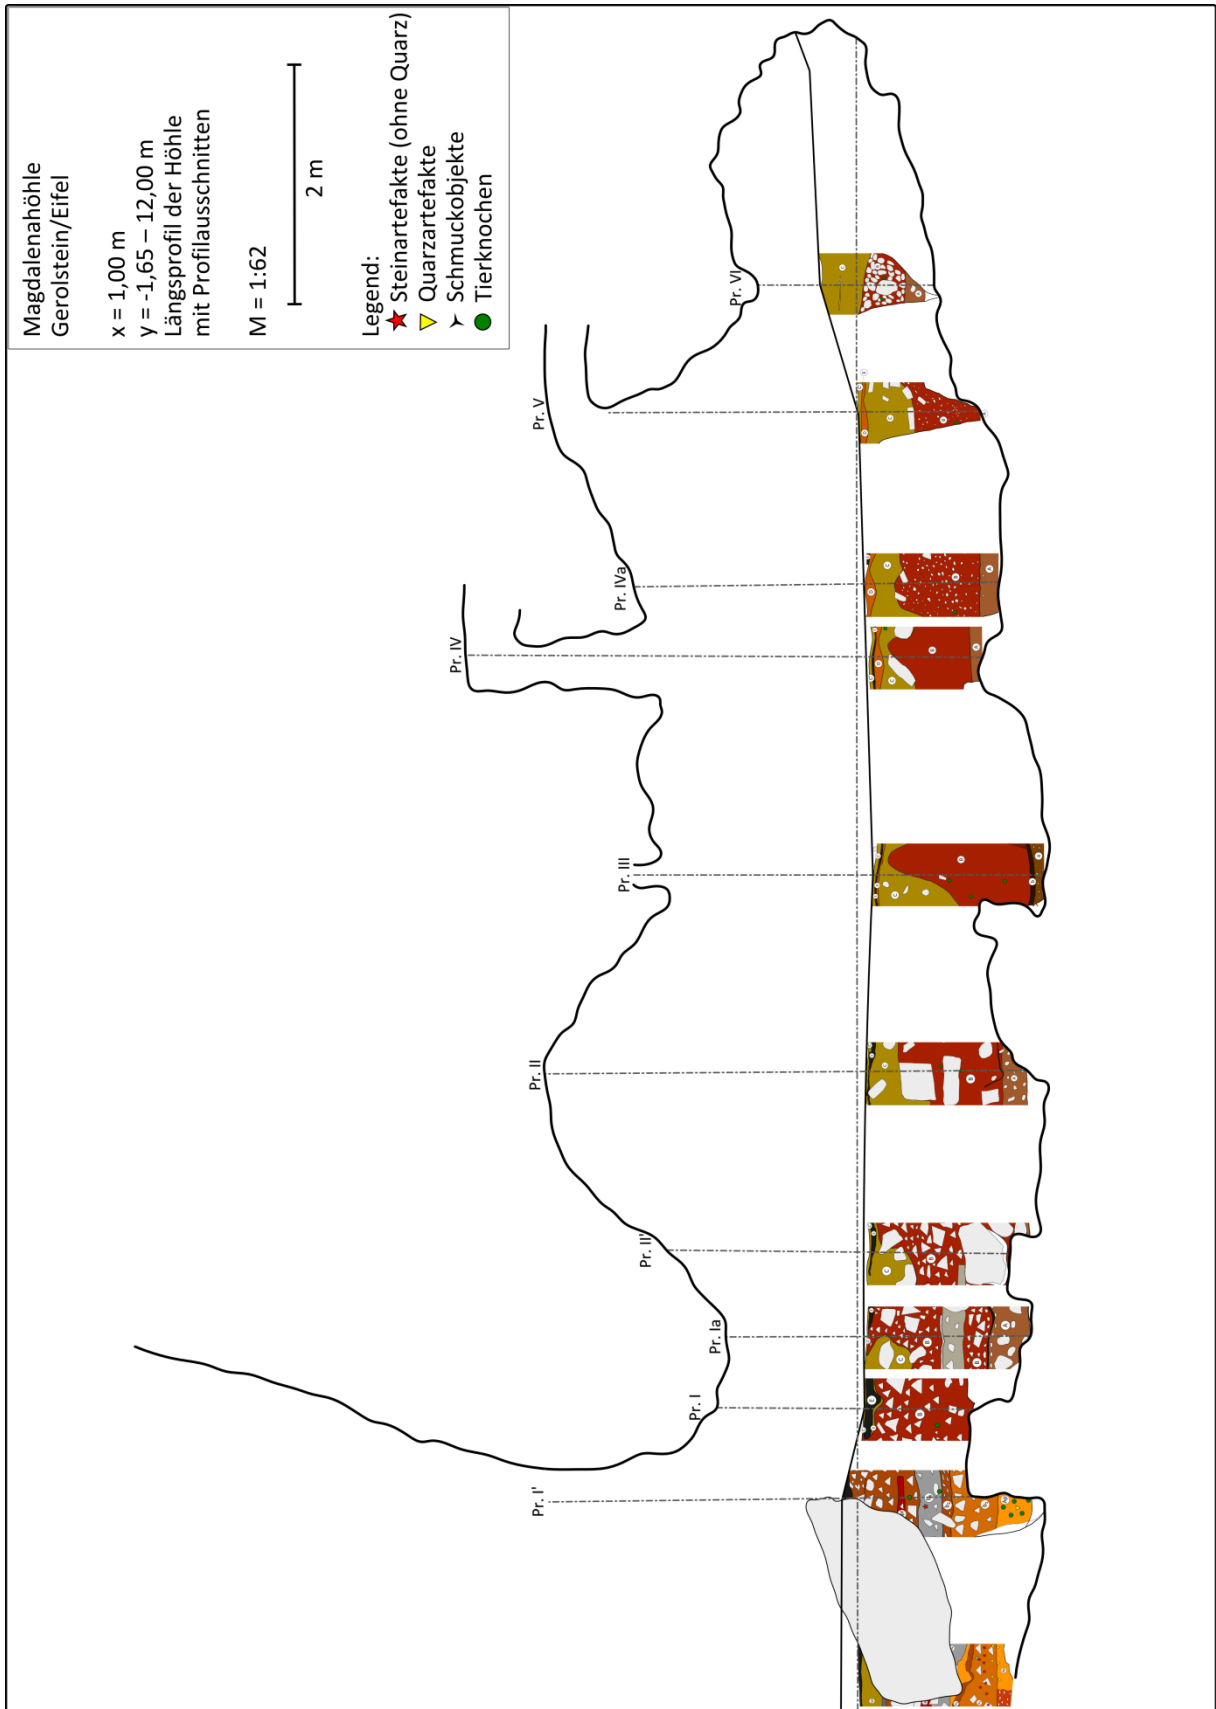 Magdalenahöhle
Gerolstein/Eifel
x = 1,00 m
y = -1,65 – 12,00 m
Längsprofil der Höhle
mit Profilausschnitten
M = 1:62
2 m
Legend:
Steinartefakte (ohne Quarz)
Quarzartefakte
Schmuckobjekte
Tierknochen
Pr. I'
Pr. I
Pr. Ia
Pr. II'
Pr. II
Pr. III
Pr. IV
Pr. IVa
Pr. V
Pr. VI